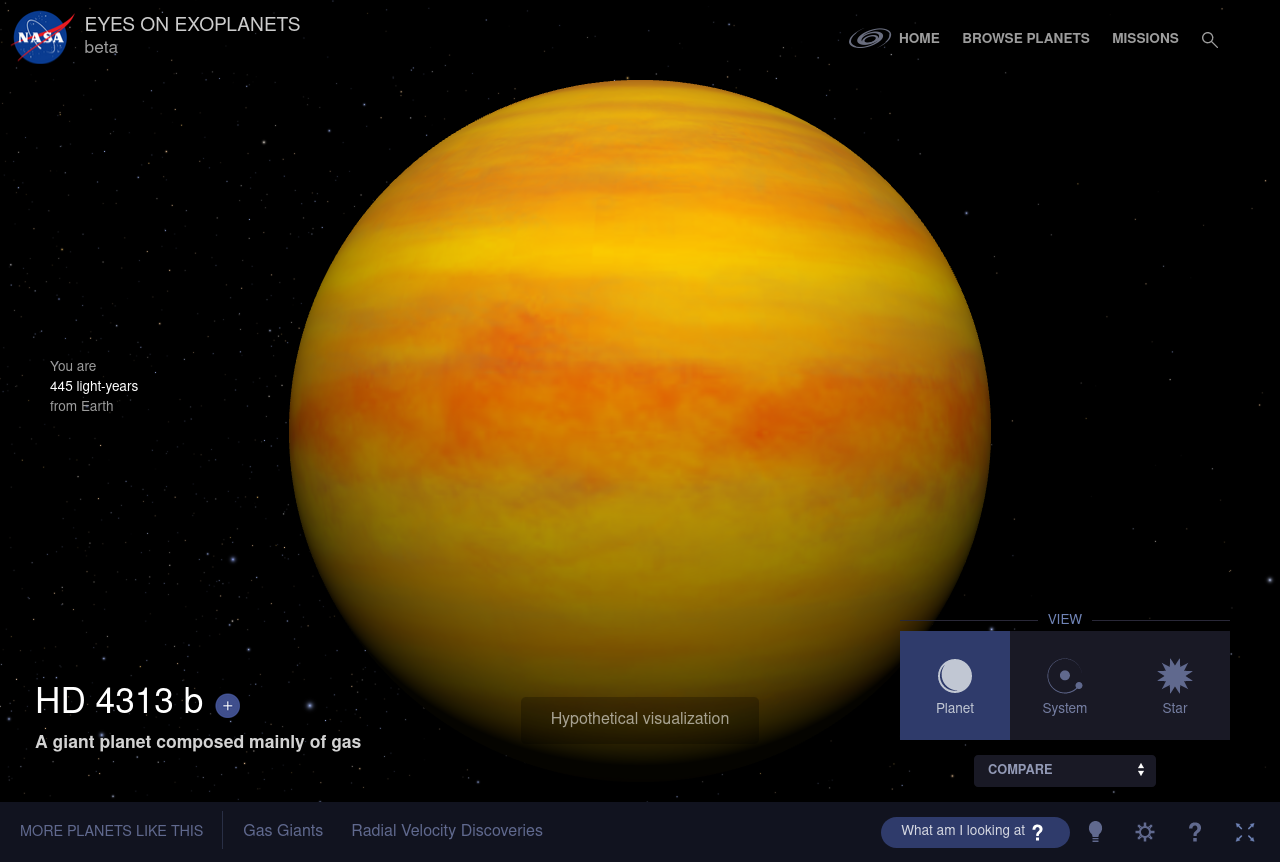 NASA
EYES ON EXOPLANETS
beta
HOME
BROWSE PLANETS
MISSIONS
You are
445 light-years
from Earth
HD 4313 b +
A giant planet composed mainly of gas
Hypothetical visualization
VIEW
Planet
System
Star
COMPARE
MORE PLANETS LIKE THIS
Gas Giants
Radial Velocity Discoveries
What am I looking at ?
?